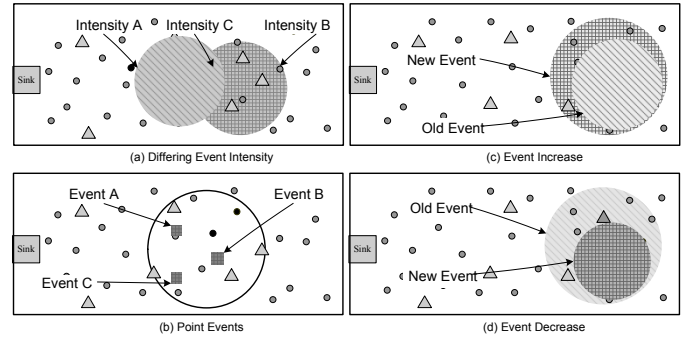 Intensity A
Intensity C
Intensity B
Sink
(a) Differing Event Intensity
New Event
Sink
Old Event
(c) Event Increase
Event A
Event B
Sink
Event C
(b) Point Events
Old Event
Sink
New Event
(d) Event Decrease